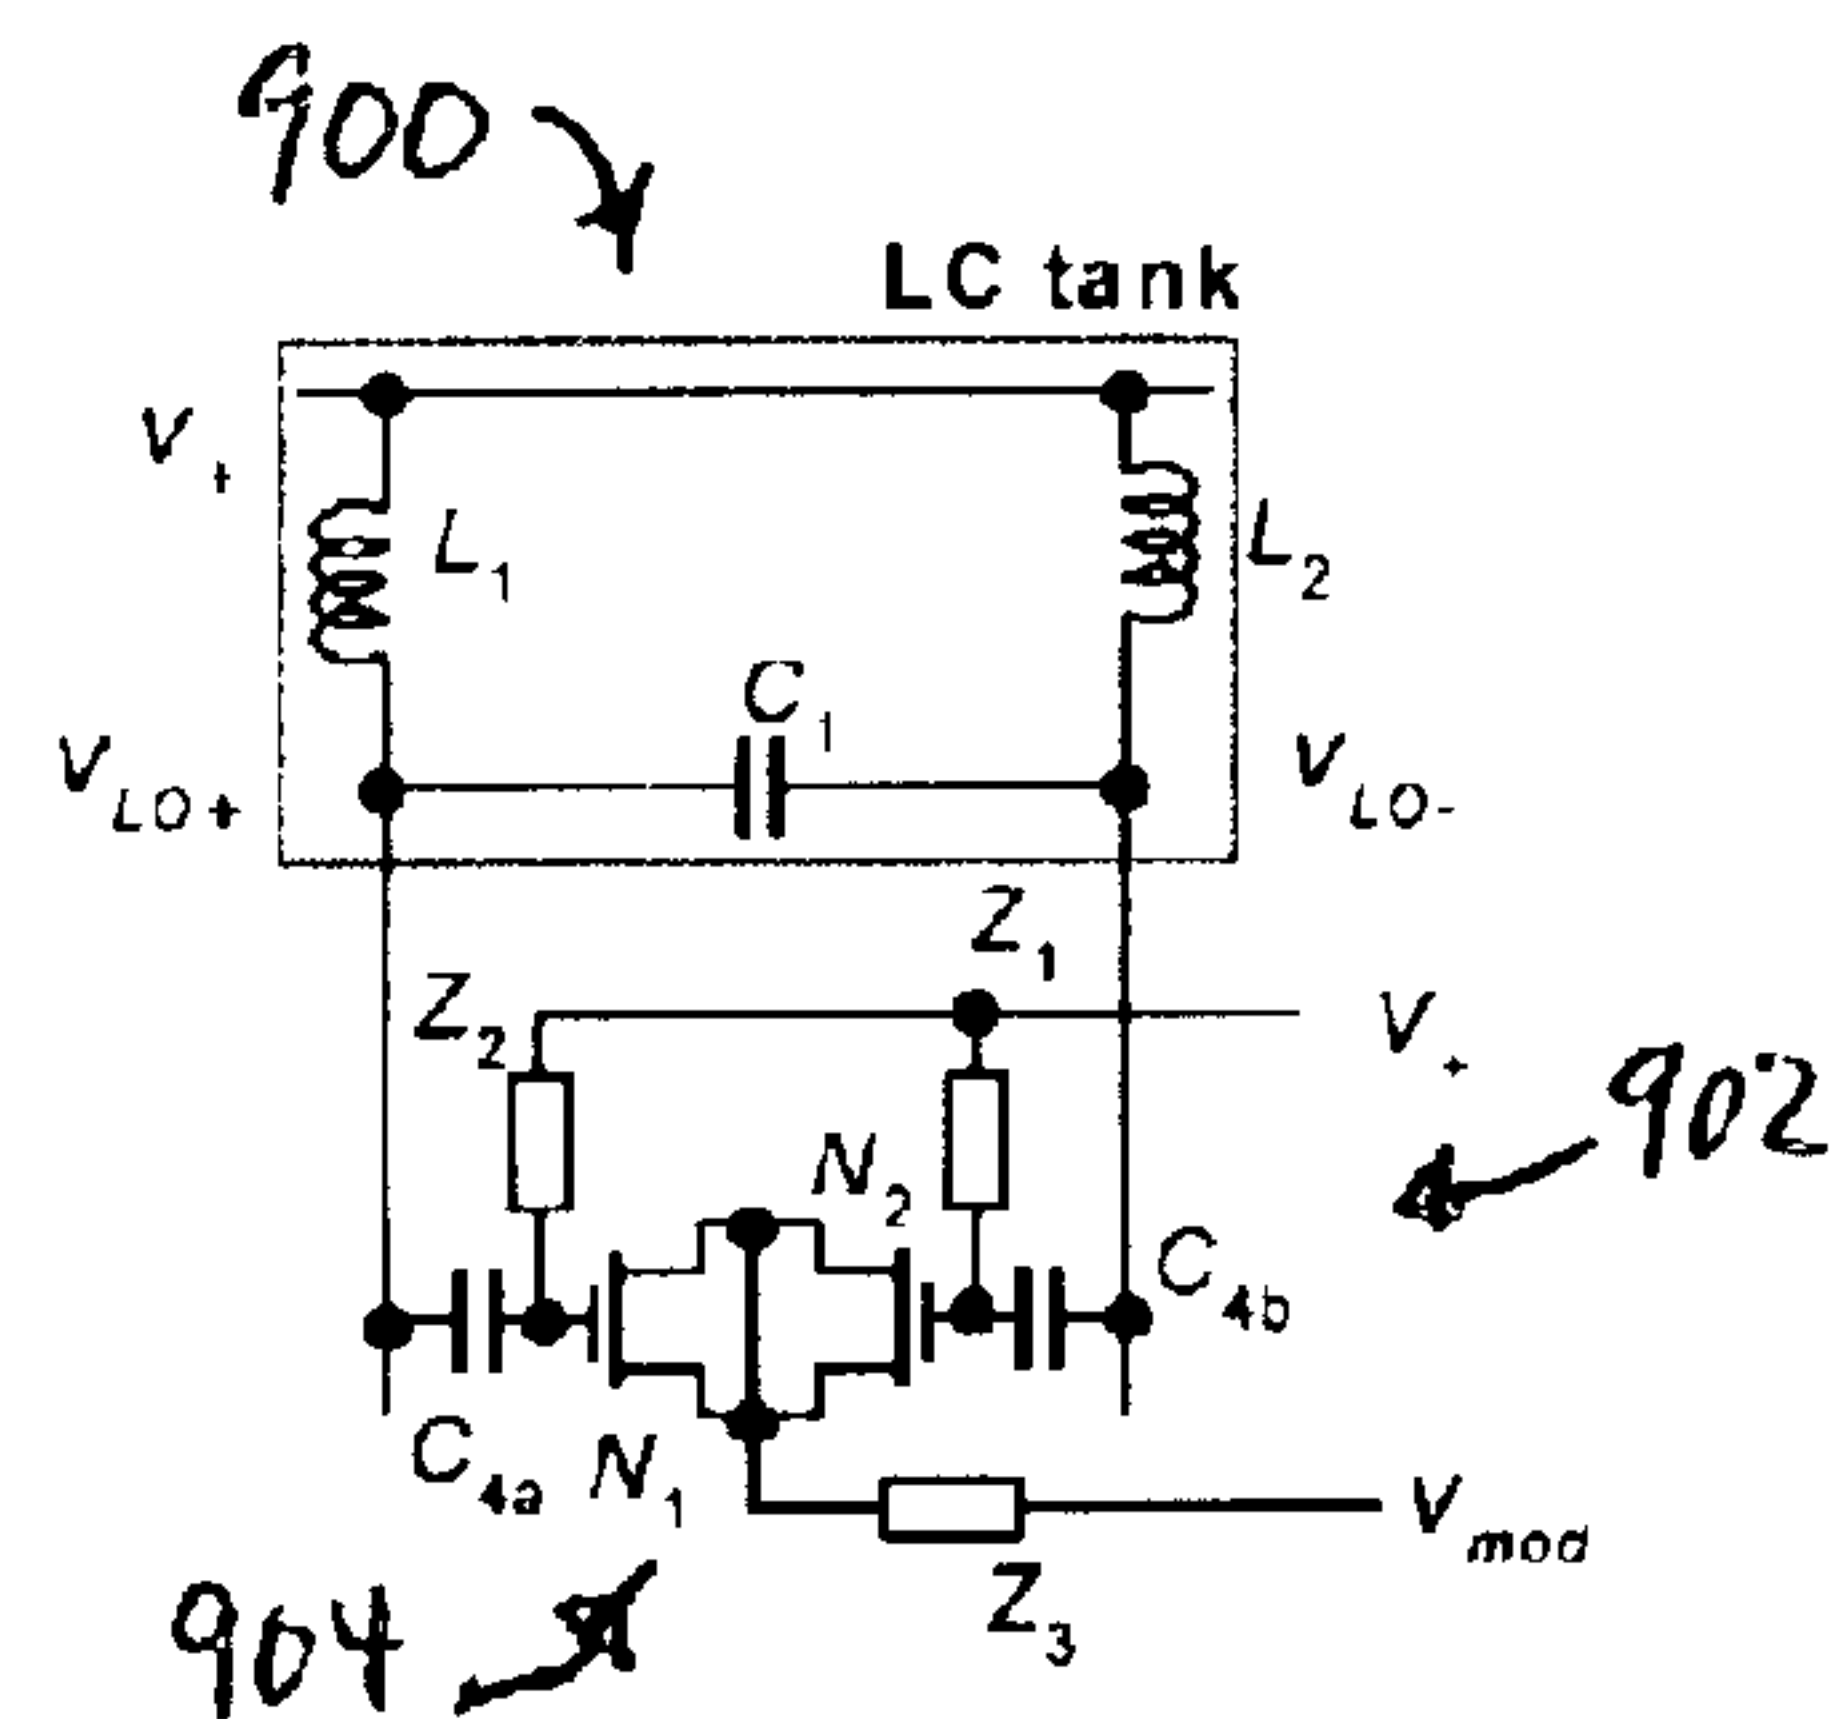 900
LC tank
V+
L1
L2
C1
VLO+
VLO-
Z1
Z2
V+
902
N2
C4b
C4a
N1
Vmod
Z3
904